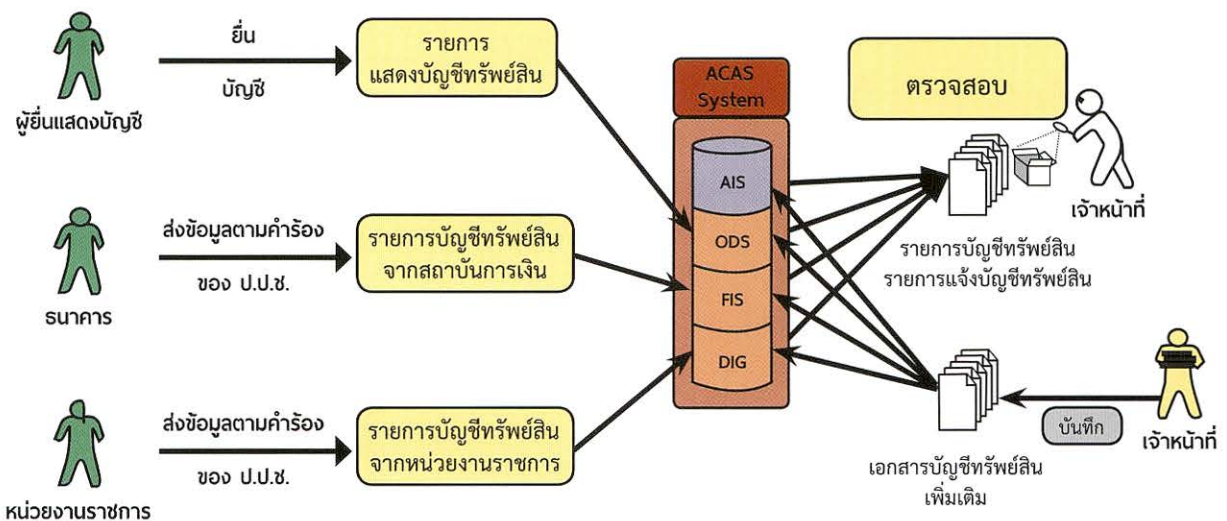 ยื่น
บัญชี
ผู้ยื่นแสดงบัญชี
รายการ
แสดงบัญชีทรัพย์สิน
ACAS
System
ตรวจสอบ
เจ้าหน้าที่
AIS
ODS
FIS
DIG
ส่งข้อมูลตามคำร้อง
ของ ป.ป.ช.
ธนาคาร
รายการบัญชีทรัพย์สิน
จากสถาบันการเงิน
รายการบัญชีทรัพย์สิน
รายการแจ้งบัญชีทรัพย์สิน
ส่งข้อมูลตามคำร้อง
ของ ป.ป.ช.
หน่วยงานราชการ
รายการบัญชีทรัพย์สิน
จากหน่วยงานราชการ
บันทึก
เจ้าหน้าที่
เอกสารบัญชีทรัพย์สิน
เพิ่มเติม